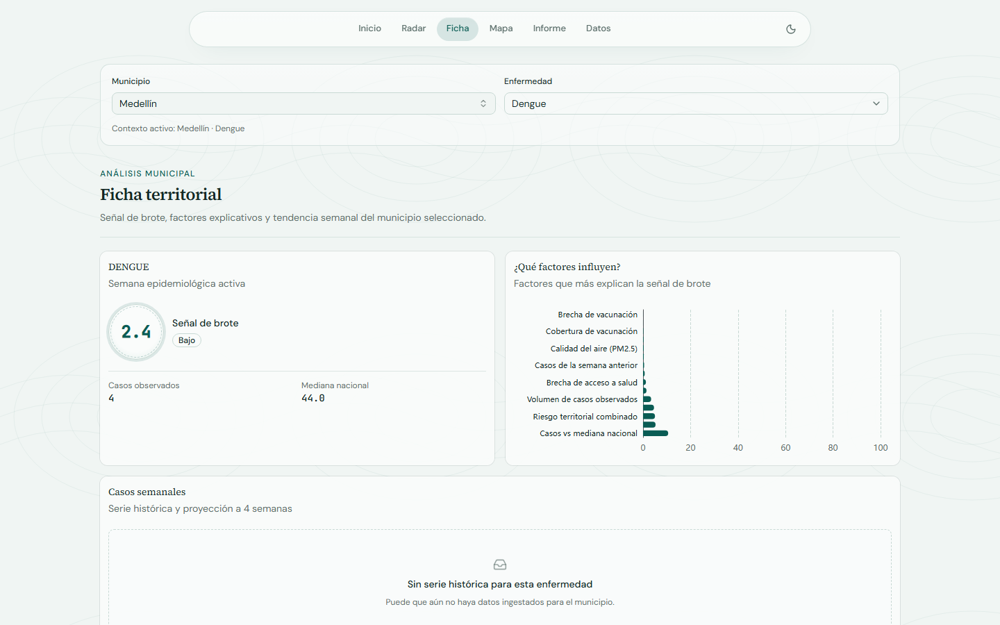 Inicio Radar Ficha Mapa Informe Datos
Municipio
Medellín
Enfermedad
Dengue
Contexto activo: Medellín · Dengue
ANÁLISIS MUNICIPAL
Ficha territorial
Señal de brote, factores explicativos y tendencia semanal del municipio seleccionado.
DENGUE
Semana epidemiológica activa
2.4
Señal de brote
Bajo
Casos observados
4
Mediana nacional
44.0
¿Qué factores influyen?
Factores que más explican la señal de brote
Brecha de vacunación
Cobertura de vacunación
Calidad del aire (PM2.5)
Casos de la semana anterior
Brecha de acceso a salud
Volumen de casos observados
Riesgo territorial combinado
Casos vs mediana nacional
0 20 40 60 80 100
Casos semanales
Serie histórica y proyección a 4 semanas
Sin serie histórica para esta enfermedad
Puede que aún no haya datos ingestados para el municipio.